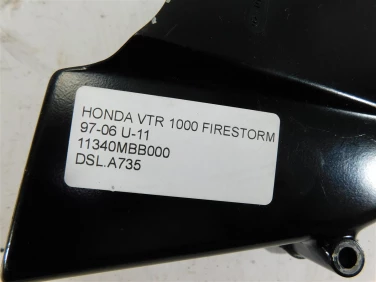 HONDA VTR 1000 FIRESTORM
97-06 U-11
11340MBB000
DSL.A735